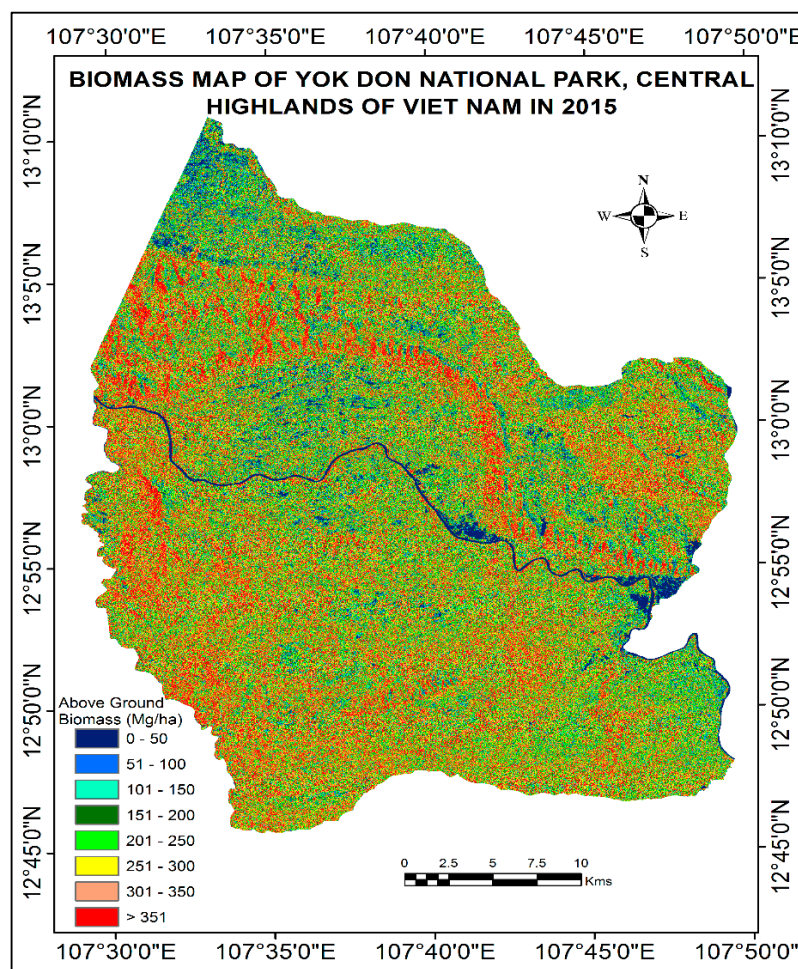 107°30'0"E 107°35'0"E 107°40'0"E 107°45'0"E 107°50'0"E
BIOMASS MAP OF YOK DON NATIONAL PARK, CENTRAL
HIGHLANDS OF VIET NAM IN 2015
13°10'0"N 13°10'0"N
N
W E
S
13°5'0"N 13°5'0"N
13°0'0"N 13°0'0"N
12°55'0"N 12°55'0"N
12°50'0"N 12°50'0"N
Above Ground
Biomass (Mg/ha)
0 - 50
51 - 100
101 - 150
151 - 200
201 - 250
251 - 300
301 - 350
> 351
12°45'0"N 12°45'0"N
0 2.5 5 7.5 10
Kms
107°30'0"E 107°35'0"E 107°40'0"E 107°45'0"E 107°50'0"E